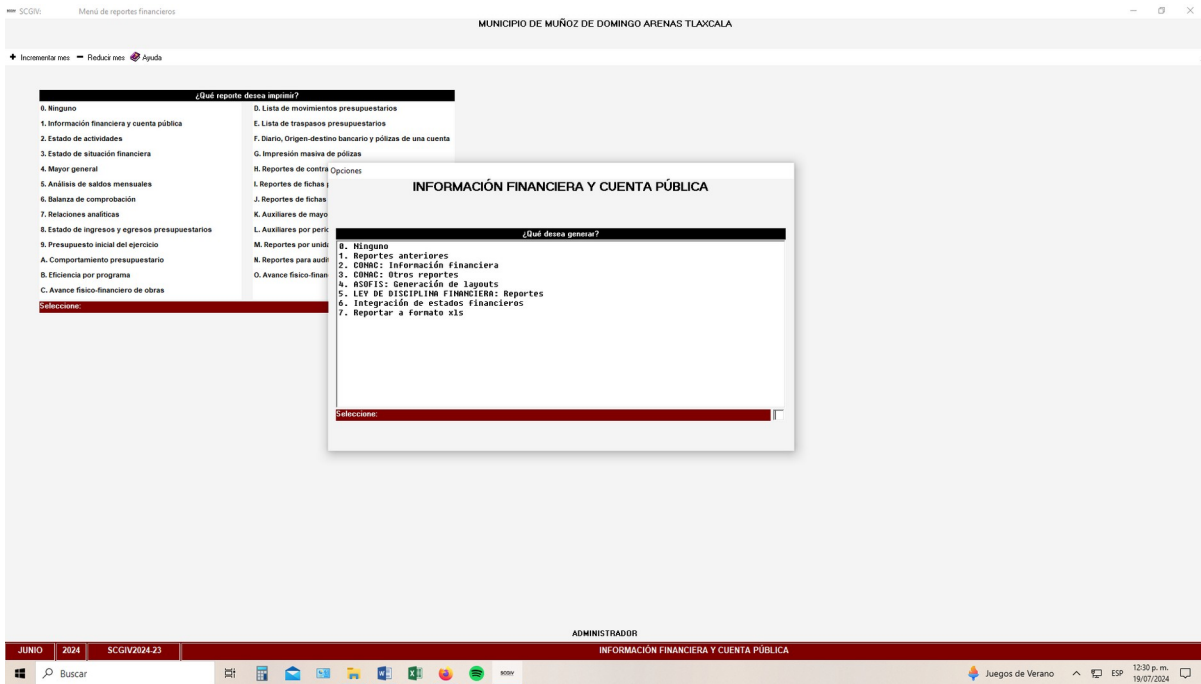 SCGIV: Menú de reportes financieros
MUNICIPIO DE MUÑOZ DE DOMINGO ARENAS TLAXCALA
Incrementar mes Reducir mes Ayuda
¿Qué reporte desea imprimir?
0. Ninguno
1. Información financiera y cuenta pública
2. Estado de actividades
3. Estado de situación financiera
4. Mayor general
5. Análisis de saldos mensuales
6. Balanza de comprobación
7. Relaciones analíticas
8. Estado de ingresos y egresos presupuestarios
9. Presupuesto inicial del ejercicio
A. Comportamiento presupuestario
B. Eficiencia por programa
C. Avance físico-financiero de obras
D. Lista de movimientos presupuestarios
E. Lista de traspasos presupuestarios
F. Diario, Origen-destino bancario y pólizas de una cuenta
G. Impresión masiva de pólizas
H. Reportes de contra
I. Reportes de fichas
J. Reportes de fichas
K. Auxiliares de mayo
L. Auxiliares por peri
M. Reportes por unida
N. Reportes para audi
O. Avance físico-finan
Seleccione:
Opciones
INFORMACIÓN FINANCIERA Y CUENTA PÚBLICA
¿Qué desea generar?
0. Ninguno
1. Reportes anteriores
2. CONAC: Información financiera
3. CONAC: Otros reportes
4. ASOFIS: Generación de layouts
5. LEY DE DISCIPLINA FINANCIERA: Reportes
6. Integración de estados financieros
7. Reportar a formato xls
Seleccione:
ADMINISTRADOR
JUNIO 2024 SCGIV2024-23 INFORMACIÓN FINANCIERA Y CUENTA PÚBLICA
Buscar SCGIV Juegos de Verano ESP 12:30 p. m.
19/07/2024